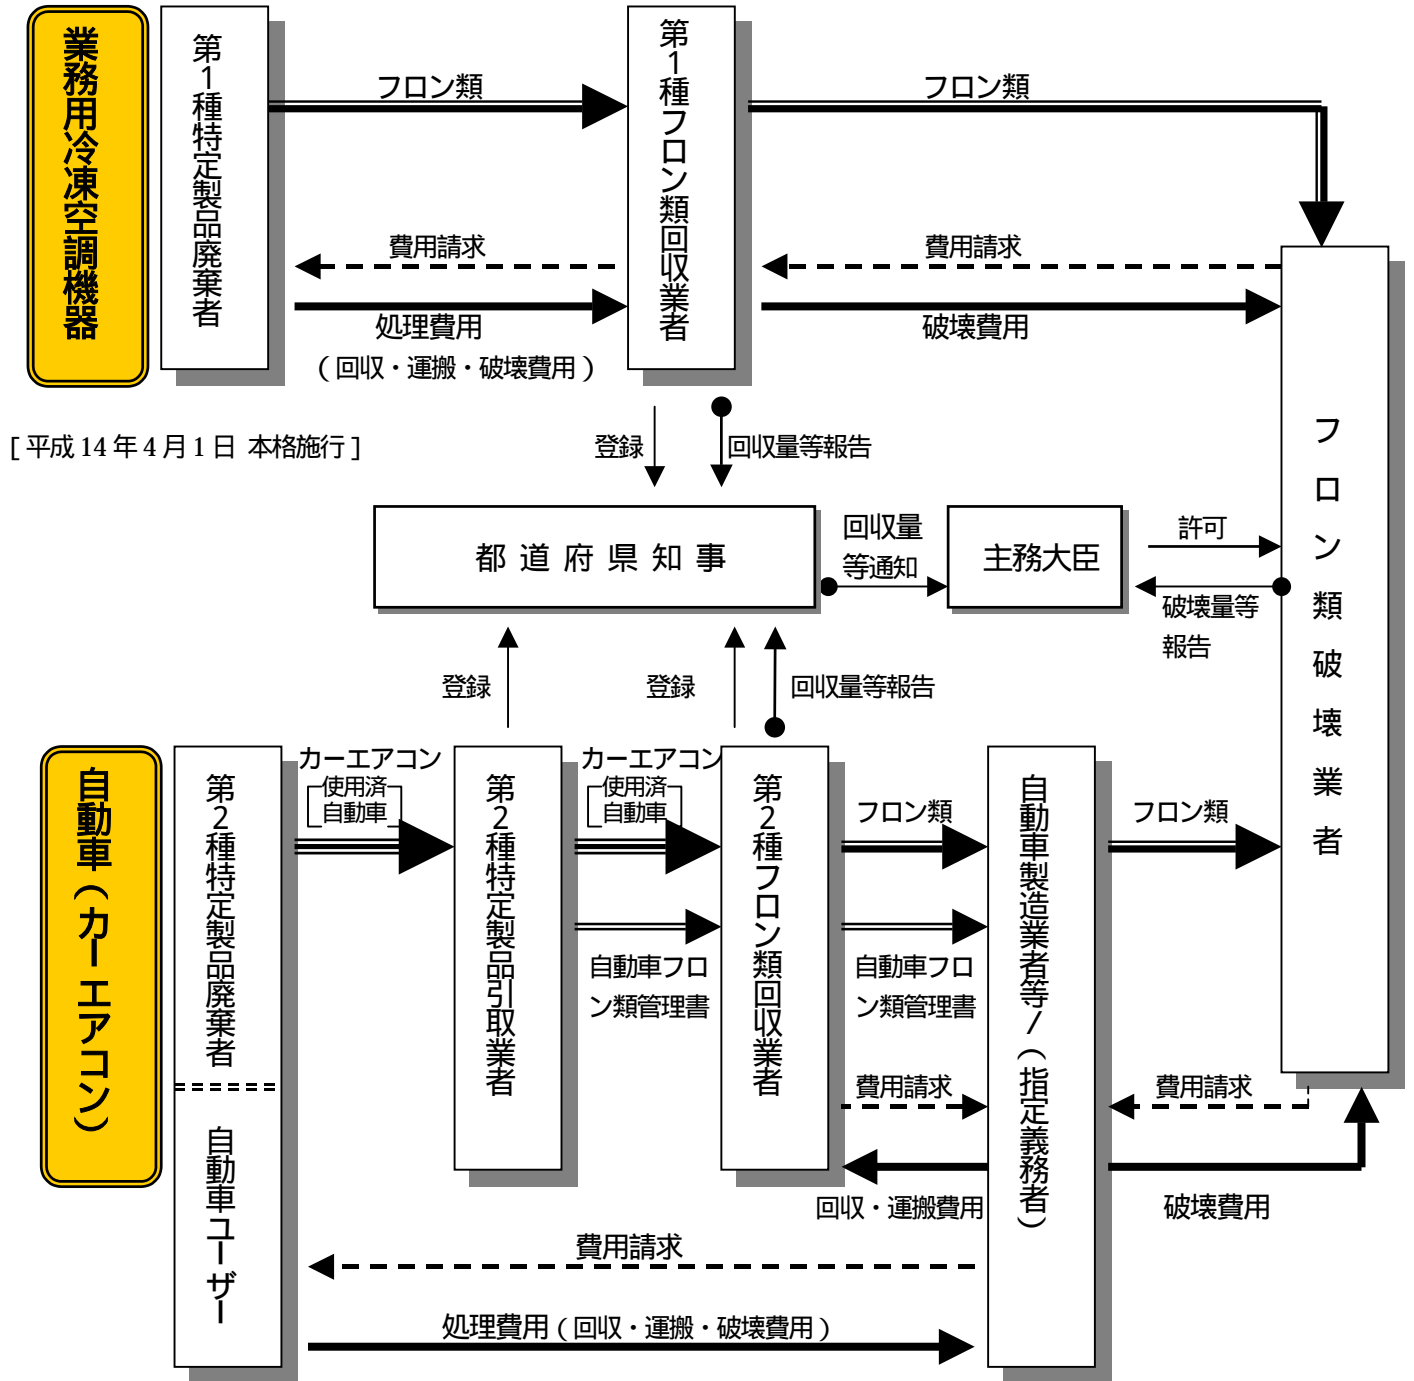 業務用冷凍空調機器
第1種特定製品廃棄者
フロン類
第1種フロン類回収業者
フロン類
費用請求
費用請求
処理費用
(回収・運搬・破壊費用)
破壊費用
[平成14年4月1日 本格施行]
登録
回収量等報告
都道府県知事
回収量
等通知
主務大臣
許可
破壊量等
報告
フロン類破壊業者
登録
登録
回収量等報告
自動車(カーエアコン)
第2種特定製品廃棄者
自動車ユーザー
カーエアコン
使用済
自動車
第2種特定製品引取業者
カーエアコン
使用済
自動車
自動車フロ
ン類管理書
第2種フロン類回収業者
フロン類
自動車フロ
ン類管理書
費用請求
回収・運搬費用
自動車製造業者等/(指定義務者)
フロン類
費用請求
破壊費用
費用請求
処理費用(回収・運搬・破壊費用)